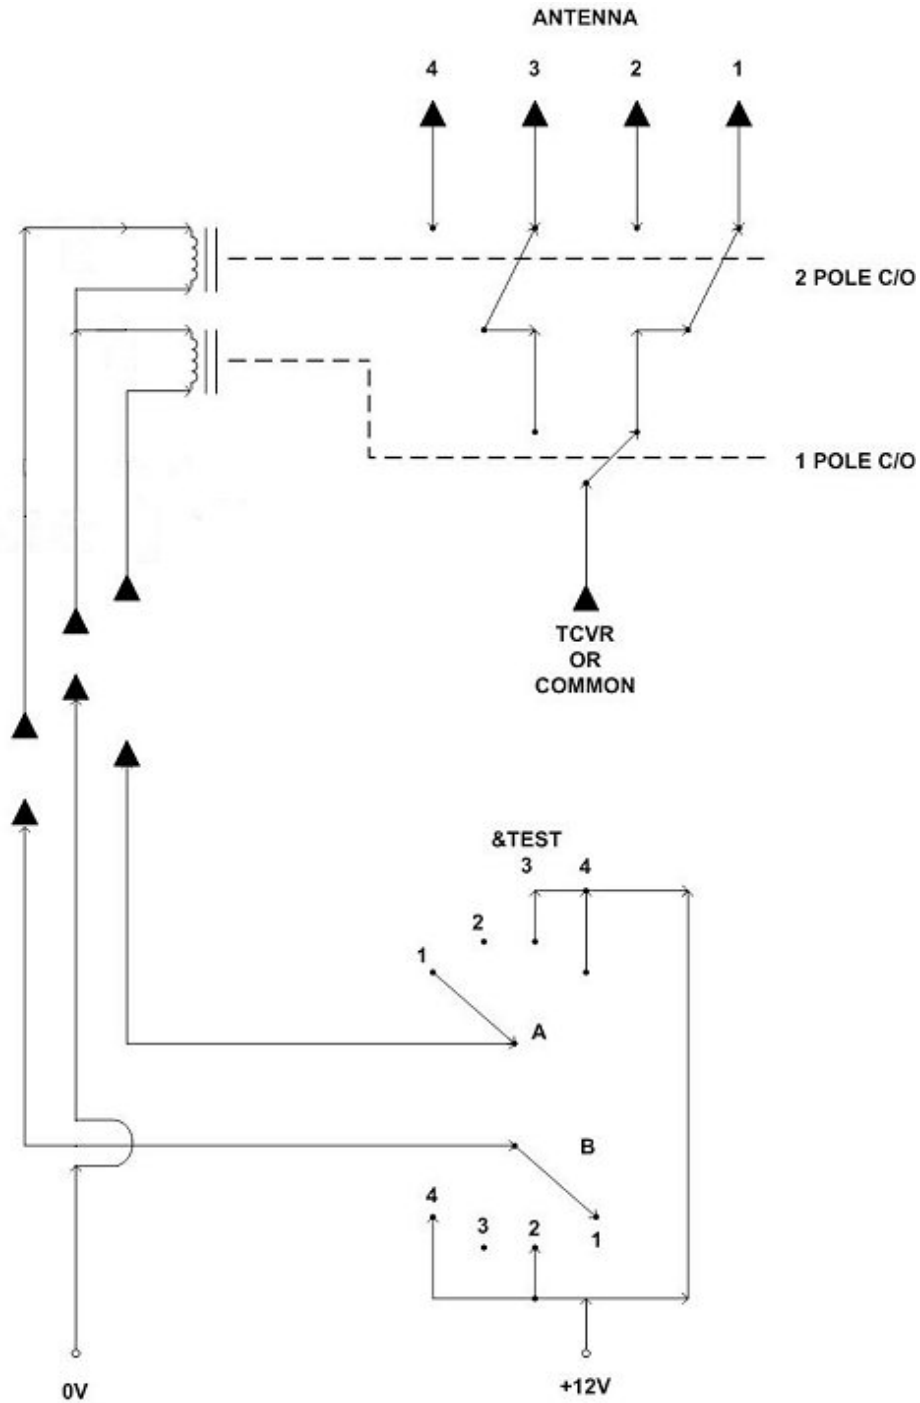 ANTENNA
4 3 2 1
2 POLE C/O
1 POLE C/O
TCVR
OR
COMMON
&TEST
3 4
2
1
A
B
4
3 2 1
0V +12V